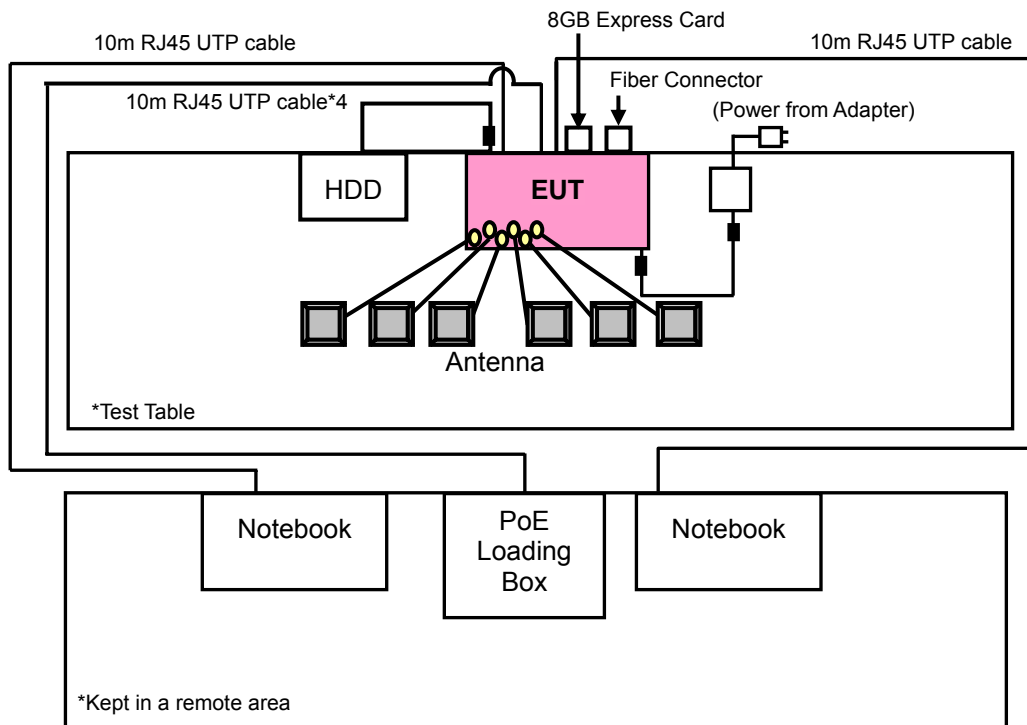 8GB Express Card
10m RJ45 UTP cable
10m RJ45 UTP cable
Fiber Connector
10m RJ45 UTP cable*4
(Power from Adapter)
HDD
EUT
Antenna
*Test Table
Notebook
PoE
Loading
Box
Notebook
*Kept in a remote area